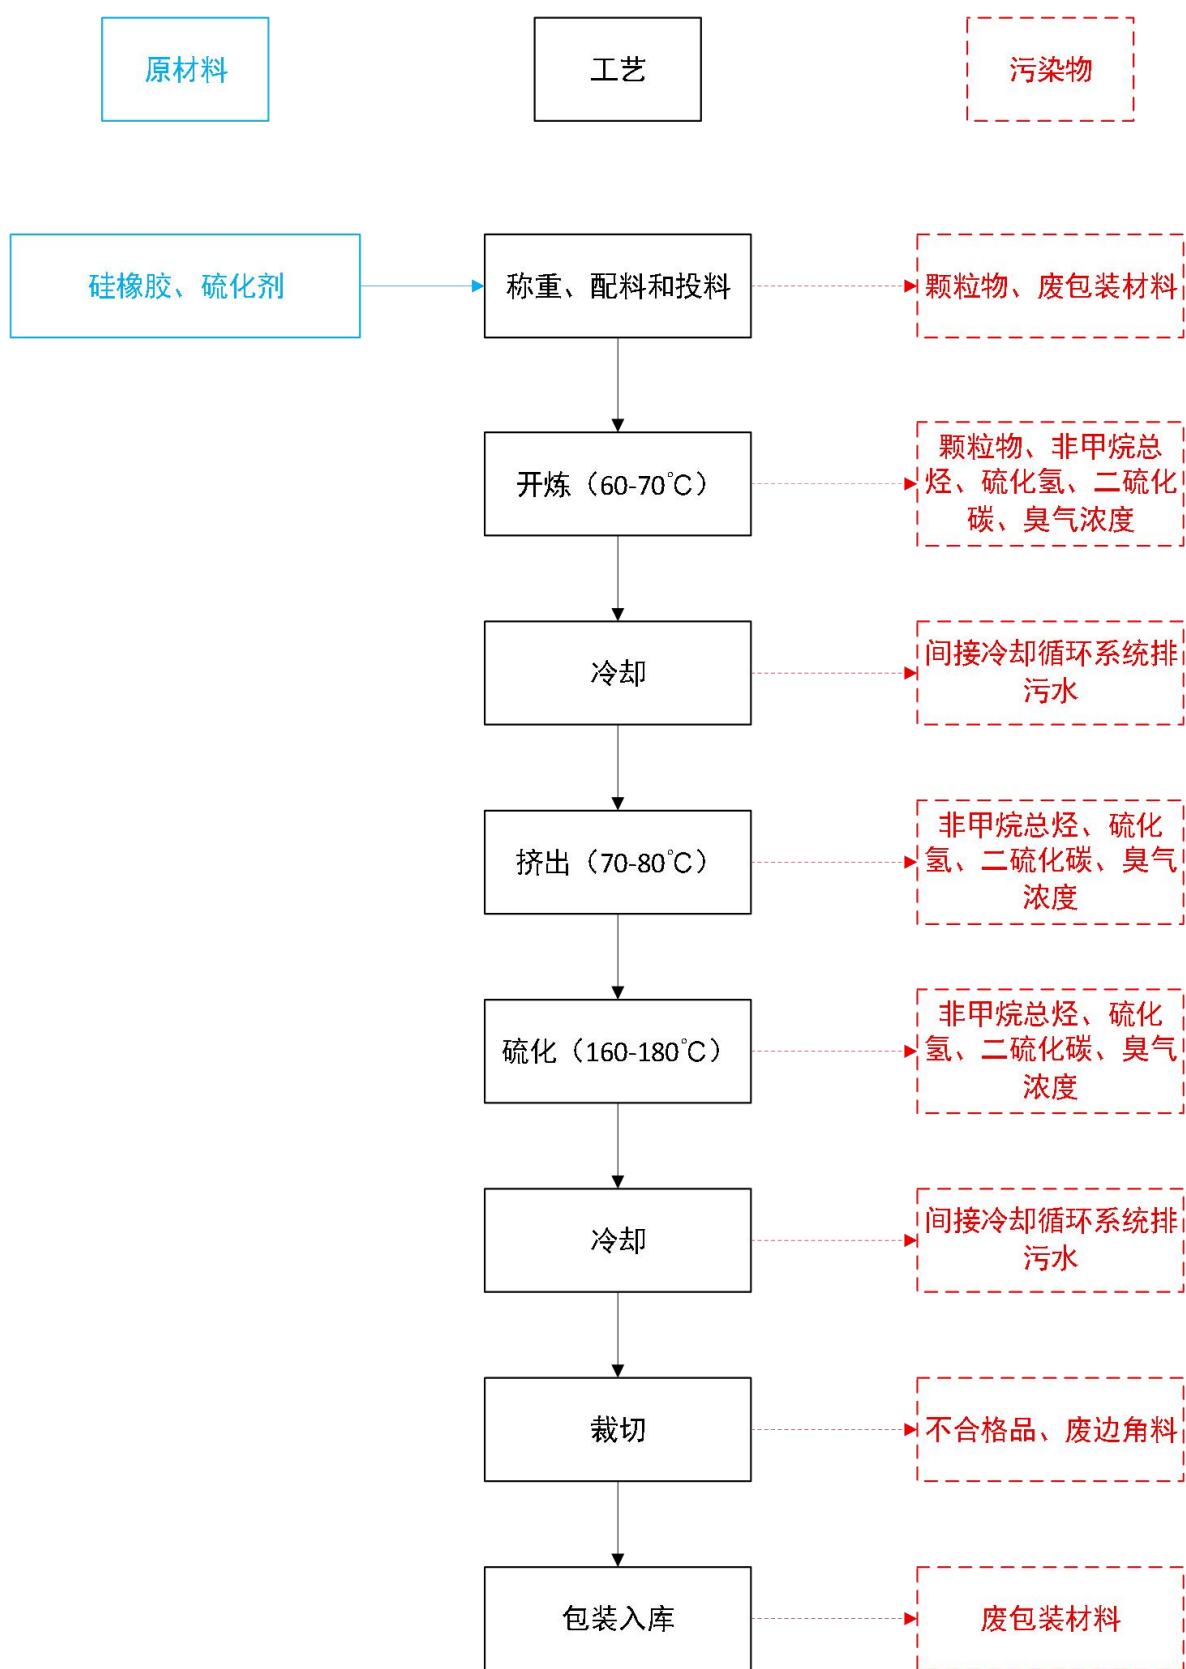 原材料
工艺
污染物
硅橡胶、硫化剂
称重、配料和投料
颗粒物、废包装材料
开炼（60-70℃）
颗粒物、非甲烷总
烃、硫化氢、二硫化
碳、臭气浓度
冷却
间接冷却循环系统排
污水
挤出（70-80℃）
非甲烷总烃、硫化
氢、二硫化碳、臭气
浓度
硫化（160-180℃）
非甲烷总烃、硫化
氢、二硫化碳、臭气
浓度
冷却
间接冷却循环系统排
污水
裁切
不合格品、废边角料
包装入库
废包装材料